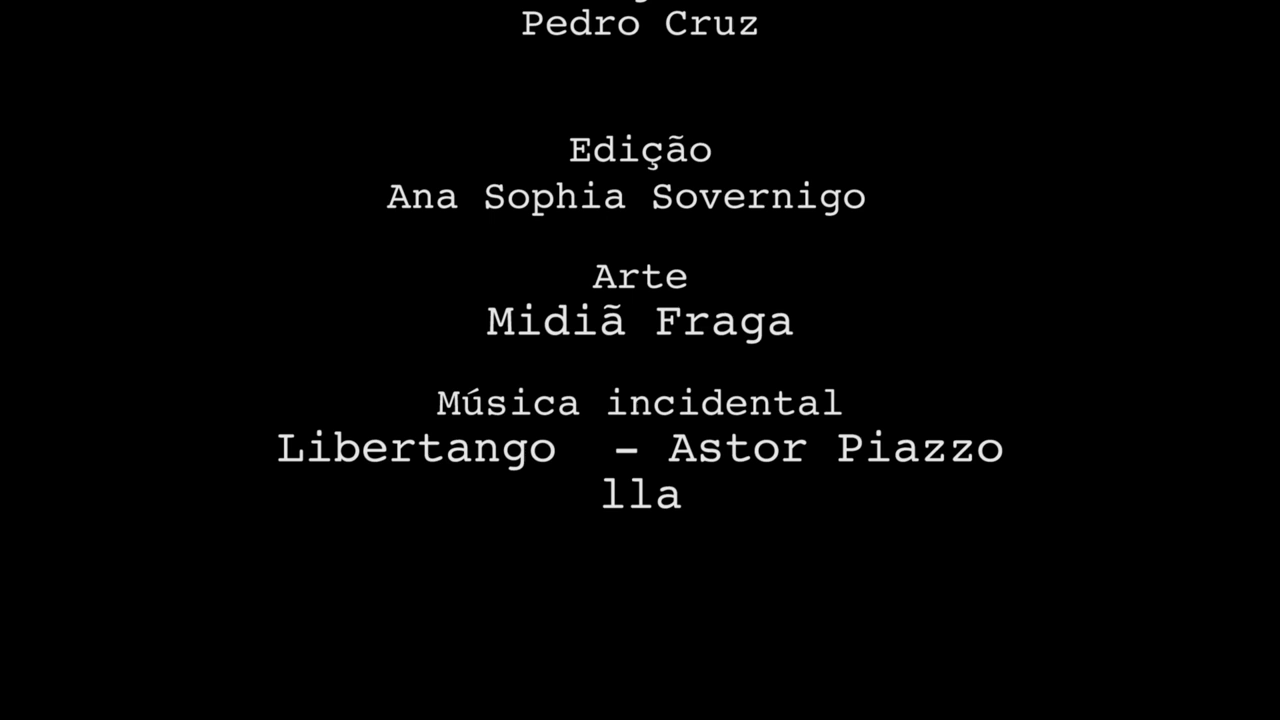 Pedro Cruz
Edição
Ana Sophia Sovernigo
Arte
Midiã Fraga
Música incidental
Libertango  - Astor Piazzo
lla